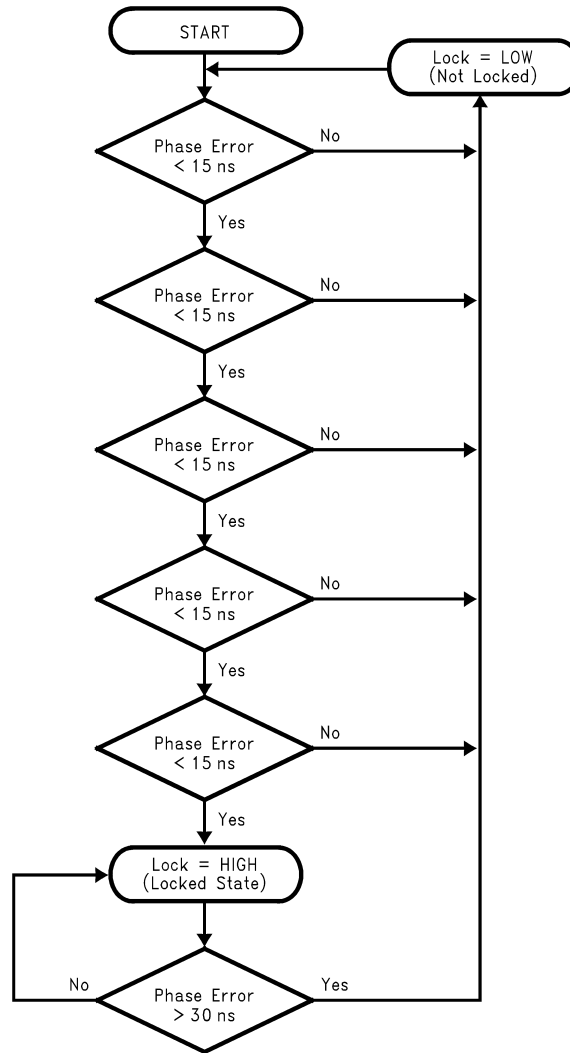 START
Lock = LOW
(Not Locked)
Phase Error
< 15 ns
No
Yes
Phase Error
< 15 ns
No
Yes
Phase Error
< 15 ns
No
Yes
Phase Error
< 15 ns
No
Yes
Phase Error
< 15 ns
No
Yes
Lock = HIGH
(Locked State)
No
Phase Error
> 30 ns
Yes